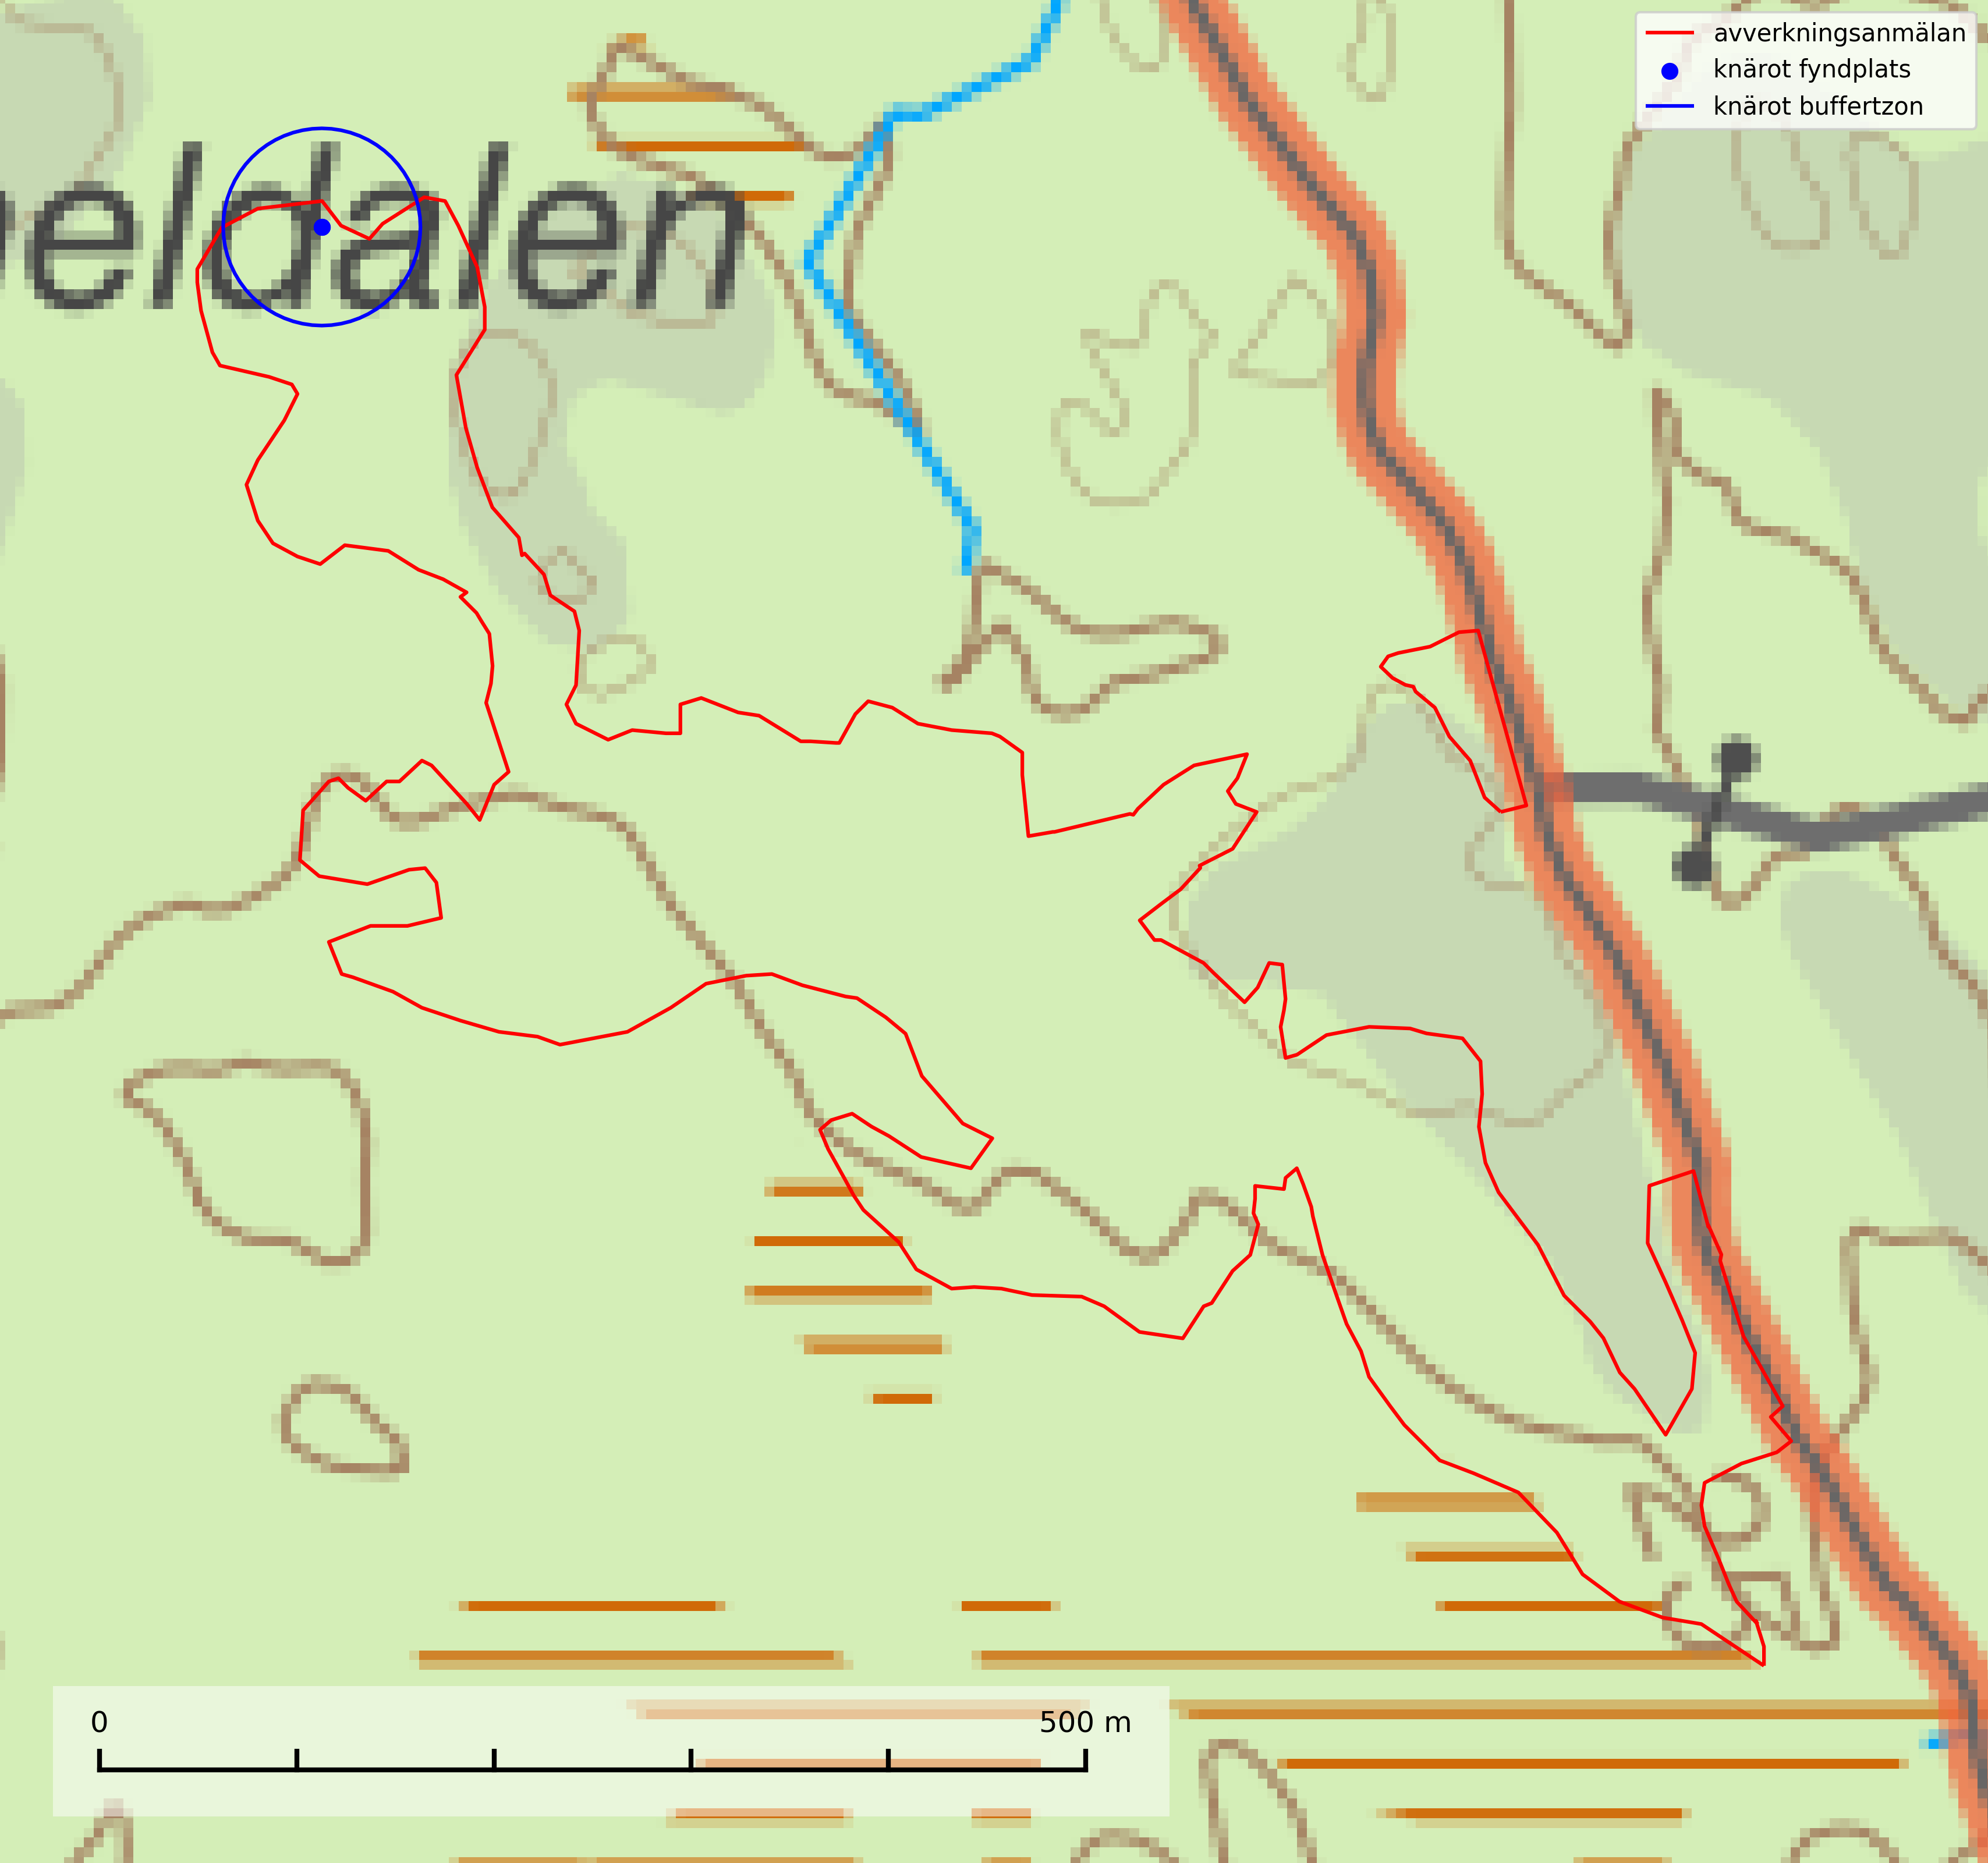 avverkningsanmälan
knärot fyndplats
knärot buffertzon
eldalen
0 500 m